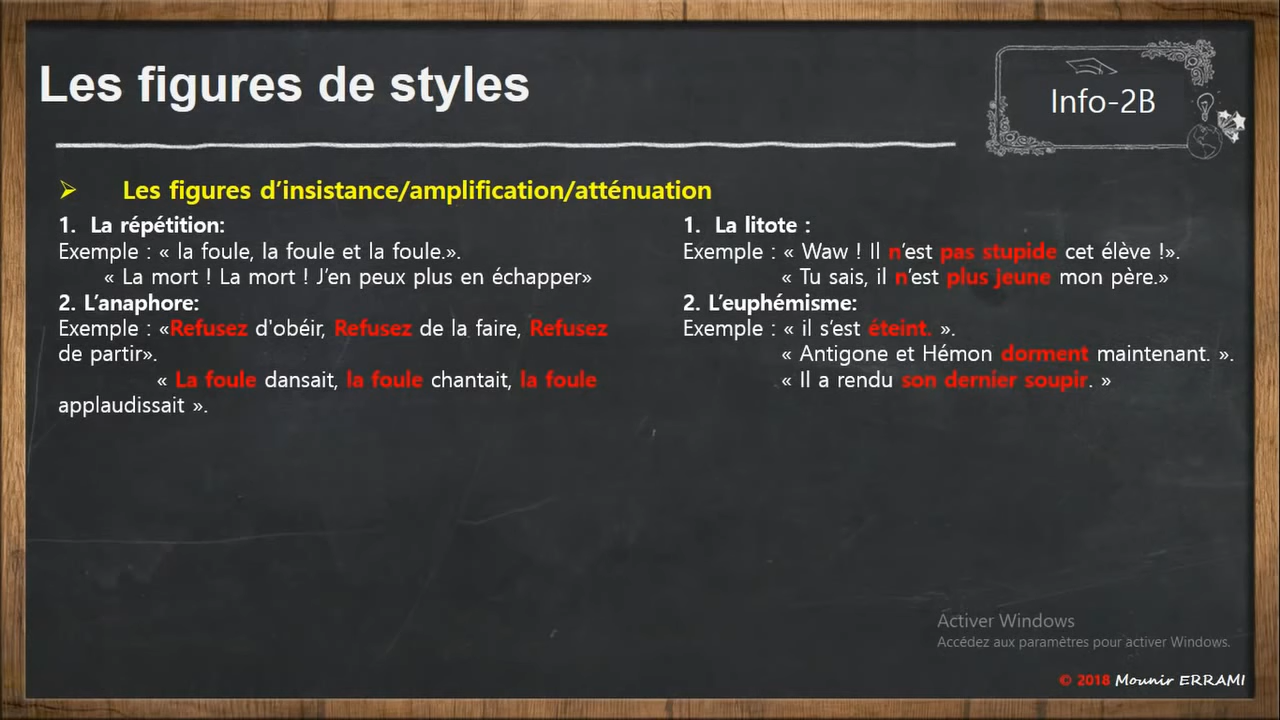 Les figures de styles
Info-2B
➢ Les figures d'insistance/amplification/atténuation
1. La répétition:
Exemple : « la foule, la foule et la foule.».
« La mort ! La mort ! J'en peux plus en échapper»
2. L'anaphore:
Exemple : «Refusez d'obéir, Refusez de la faire, Refusez
de partir».
« La foule dansait, la foule chantait, la foule
applaudissait ».
1. La litote :
Exemple : « Waw ! Il n'est pas stupide cet élève !».
« Tu sais, il n'est plus jeune mon père.»
2. L'euphémisme:
Exemple : « il s'est éteint. ».
« Antigone et Hémon dorment maintenant. ».
« Il a rendu son dernier soupir. »
Activer Windows
Accédez aux paramètres pour activer Windows.
© 2018 Mounir ERRAMI